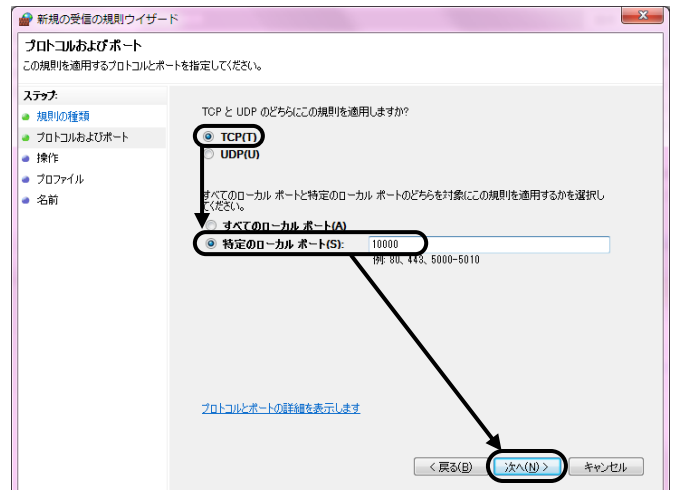 新規の受信の規則ウィザード
プロトコルおよびポート
この規則を適用するプロトコルとポートを指定してください。
ステップ:
規則の種類
プロトコルおよびポート
操作
プロファイル
名前
TCP と UDP のどちらにこの規則を適用しますか?
TCP(T)
UDP(U)
すべてのローカル ポートと特定のローカル ポートのどちらを対象にこの規則を適用するかを選択し
てください。
すべてのローカル ポート(A)
特定のローカル ポート(S): 10000
例: 80、443、5000-5010
プロトコルとポートの詳細を表示します
< 戻る(B) 次へ(N) > キャンセル